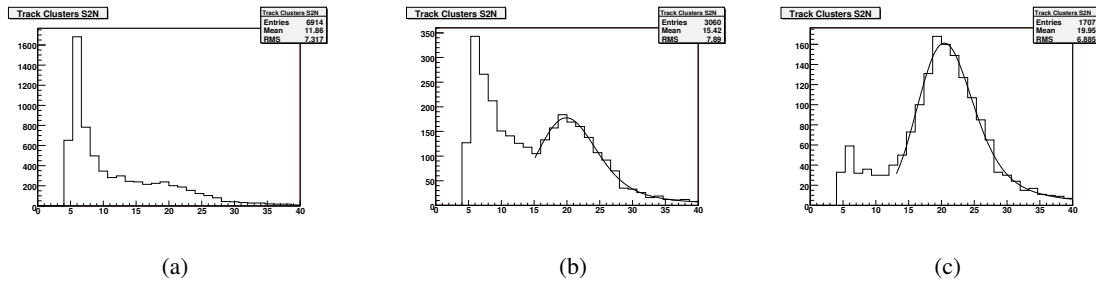 Track Clusters S2N
Track Clusters S2N
Entries 6914
Mean 11.86
RMS 7.317
1600
1400
1200
1000
800
600
400
200
0
0 5 10 15 20 25 30 35 40
(a)
Track Clusters S2N
Track Clusters S2N
Entries 3060
Mean 15.42
RMS 7.89
350
300
250
200
150
100
50
0
0 5 10 15 20 25 30 35 40
(b)
Track Clusters S2N
Track Clusters S2N
Entries 1707
Mean 19.95
RMS 6.885
160
140
120
100
80
60
40
20
0
0 5 10 15 20 25 30 35 40
(c)